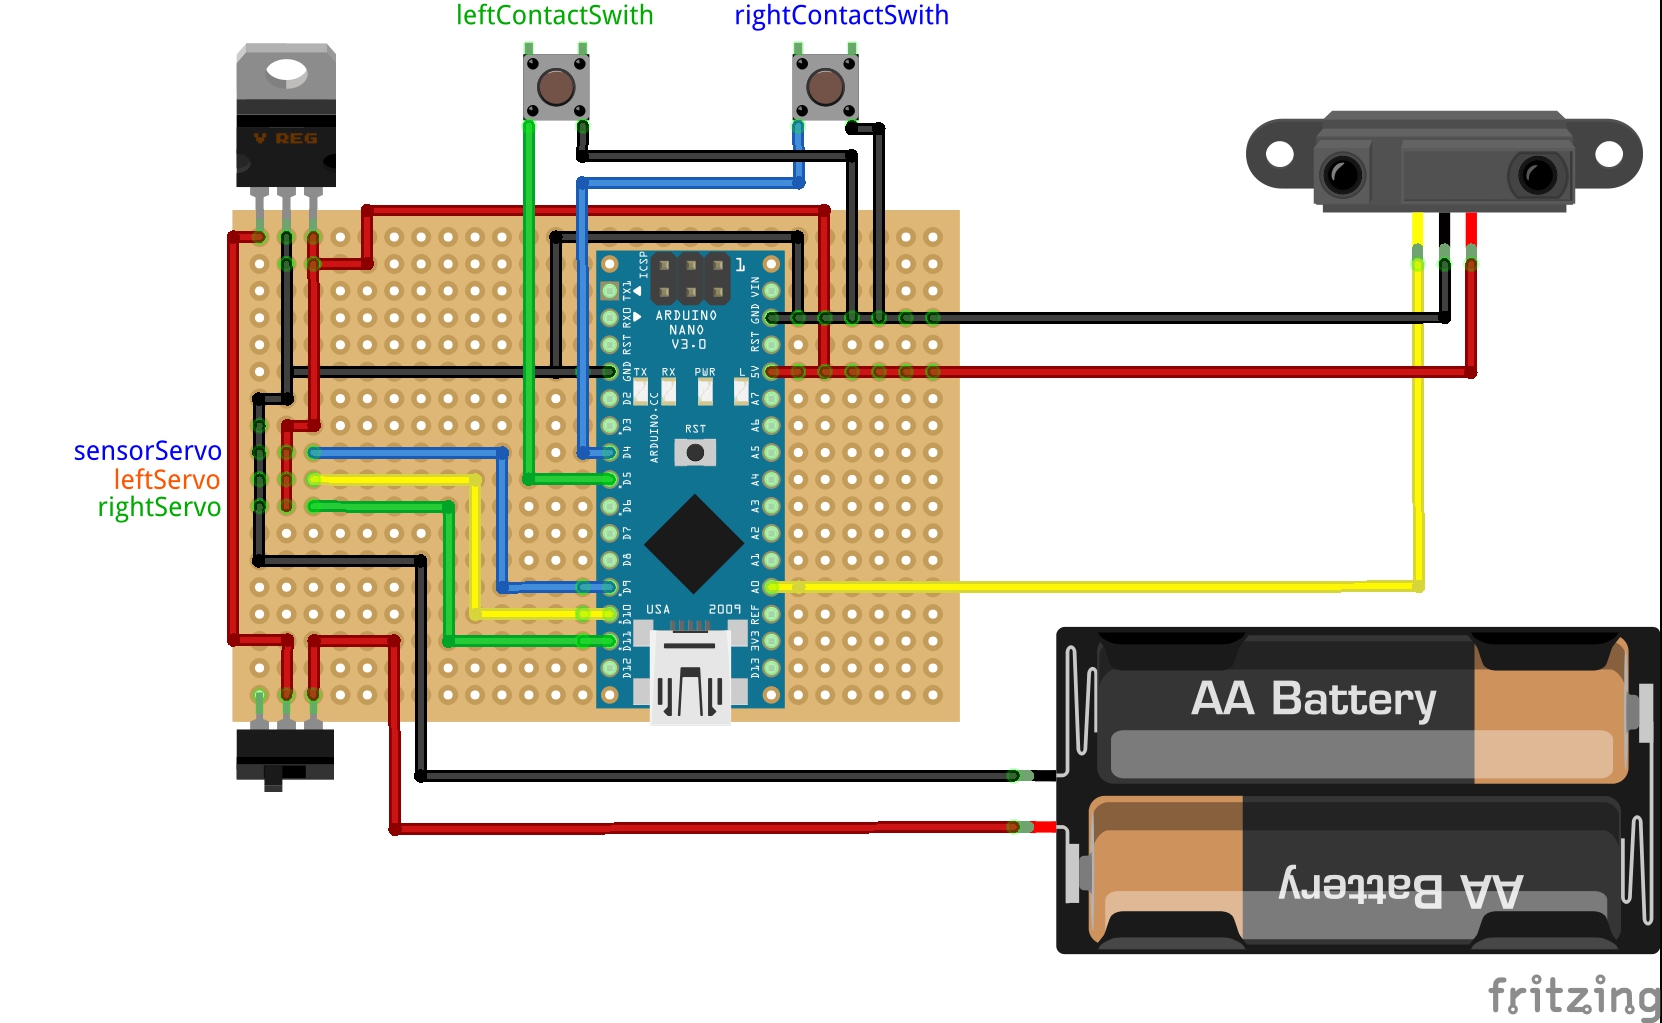 leftContactSwith
rightContactSwith
V REG
ICSP
1
TX1
RX0
RST
GND
D2
D3
D4
D5
D6
D7
D8
D9
D10
D11
D12
ARDUINO
NANO
V3.0
TX RX PWR L
ARDUINO.CC
RST
USA 2009
VIN
GND
RST
5V
A7
A6
A5
A4
A3
A2
A1
A0
REF
3V3
D13
sensorServo
leftServo
rightServo
AA Battery
AA Battery
fritzing